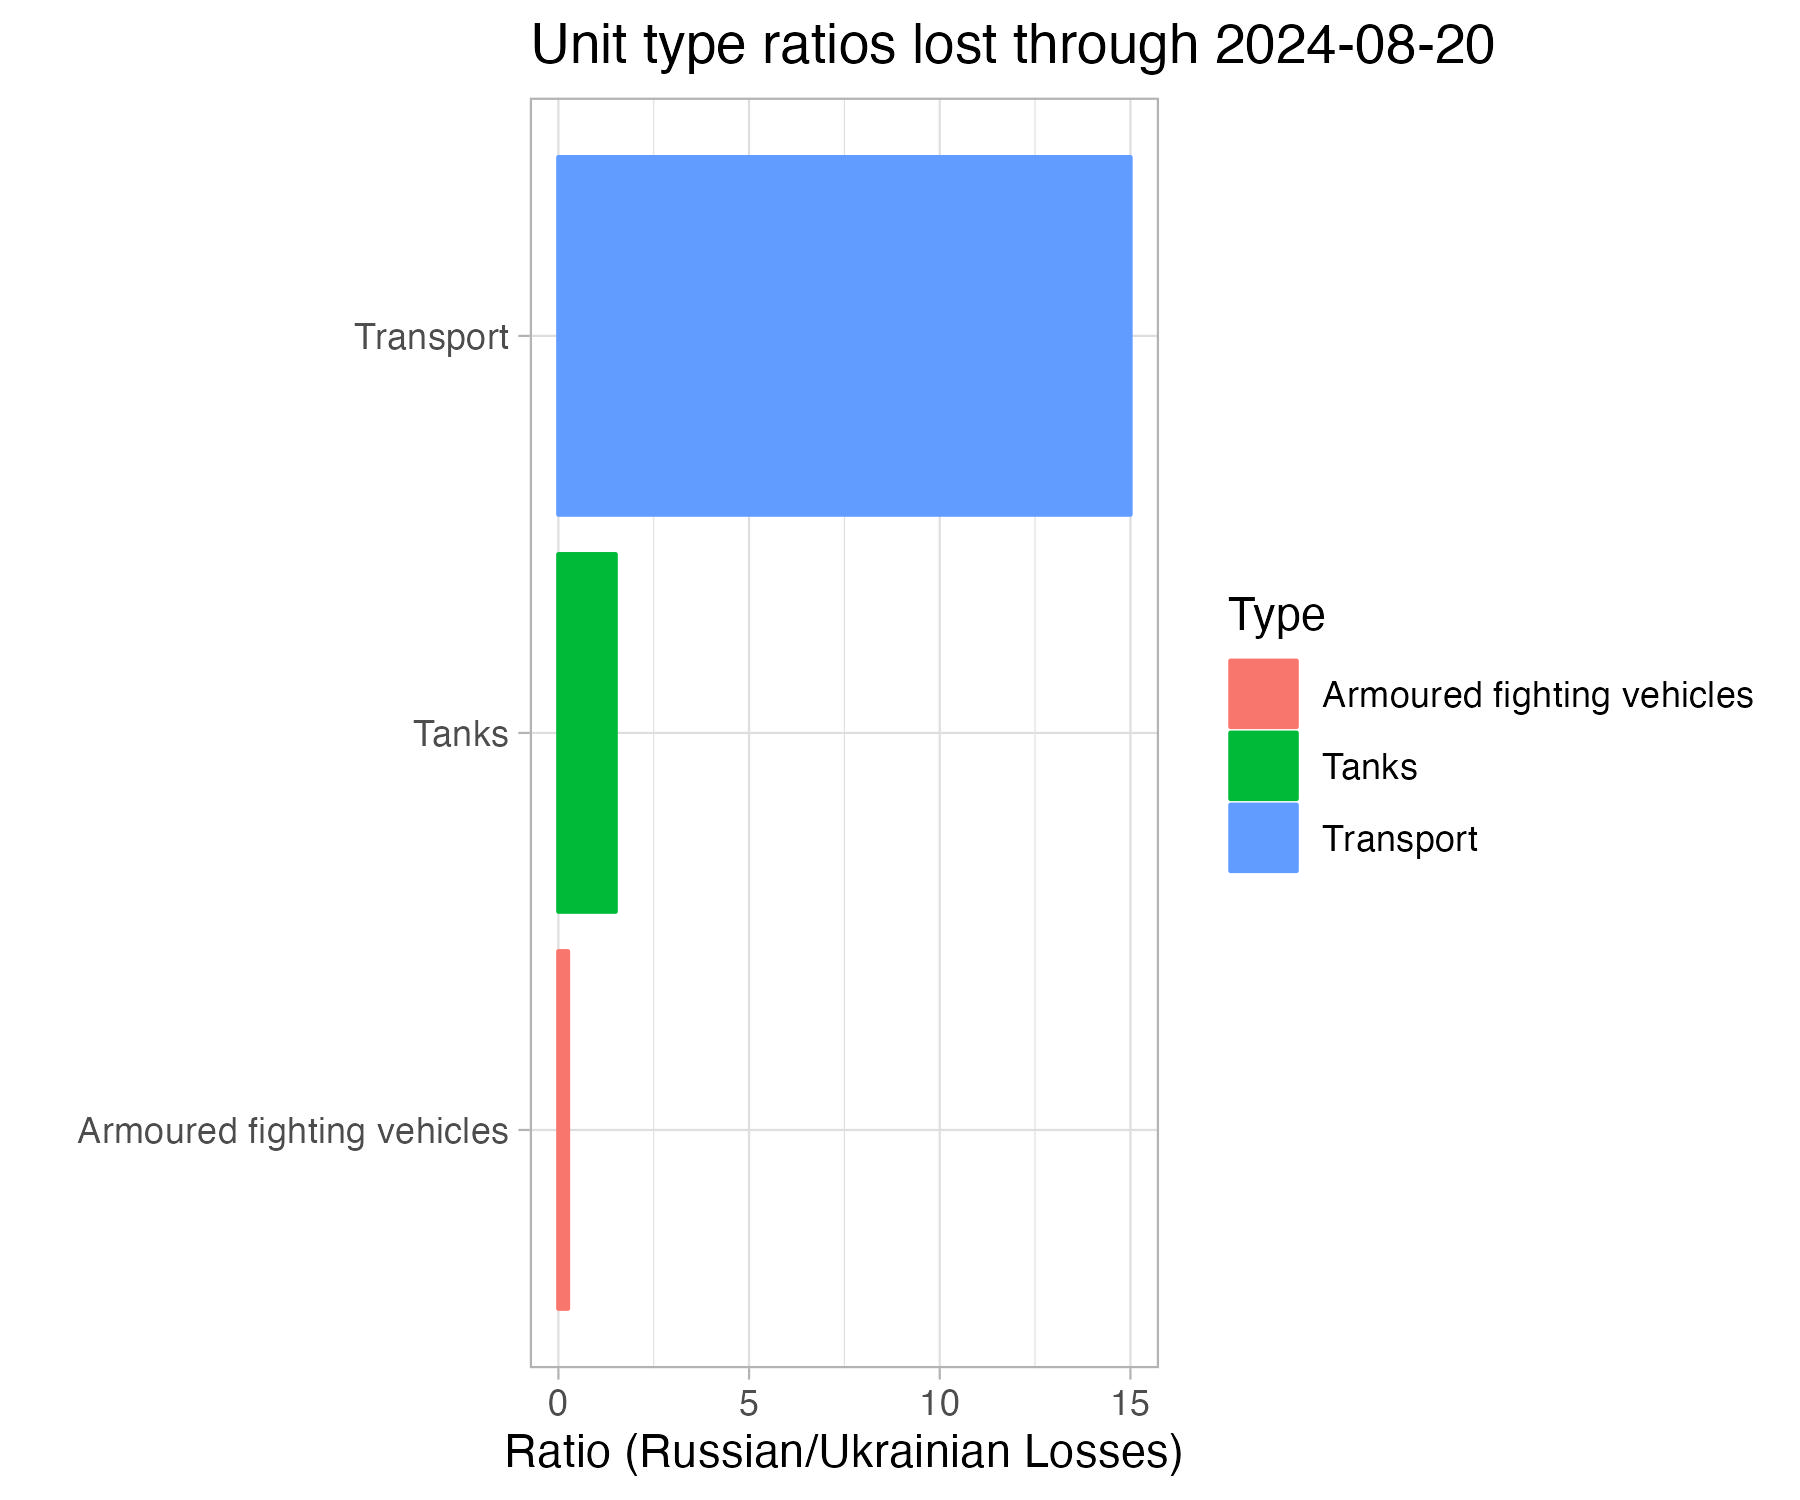 Unit type ratios lost through 2024-08-20
Transport
Tanks
Armoured fighting vehicles
0 5 10 15
Ratio (Russian/Ukrainian Losses)
Type
Armoured fighting vehicles
Tanks
Transport